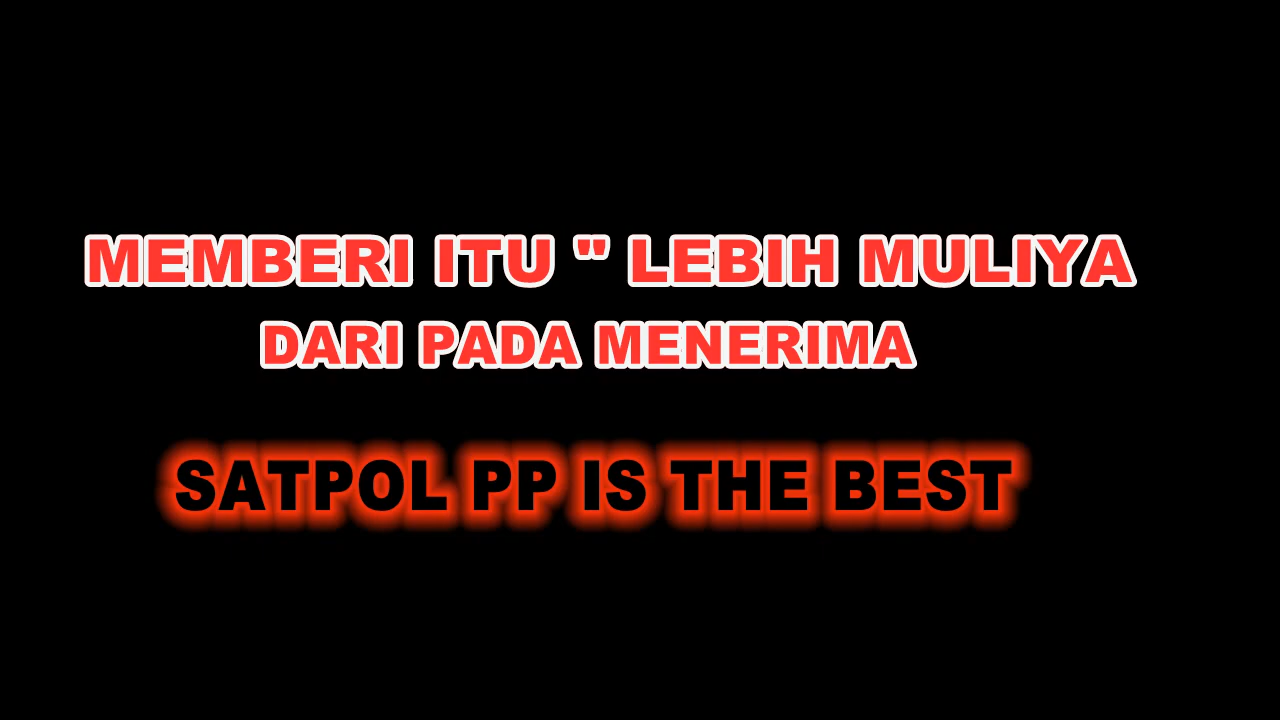 MEMBERI ITU " LEBIH MULIYA
DARI PADA MENERIMA
SATPOL PP IS THE BEST